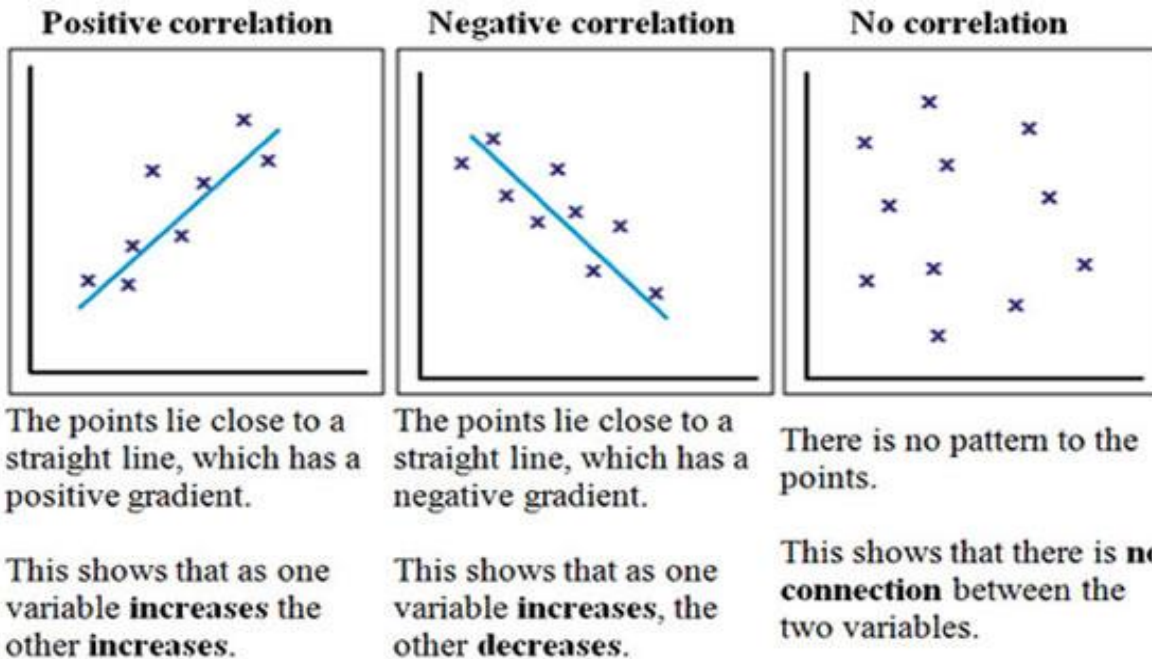 Positive correlation
Negative correlation
No correlation
The points lie close to a
straight line, which has a
positive gradient.
This shows that as one
variable increases the
other increases.
The points lie close to a
straight line, which has a
negative gradient.
This shows that as one
variable increases, the
other decreases.
There is no pattern to the
points.
This shows that there is no
connection between the
two variables.